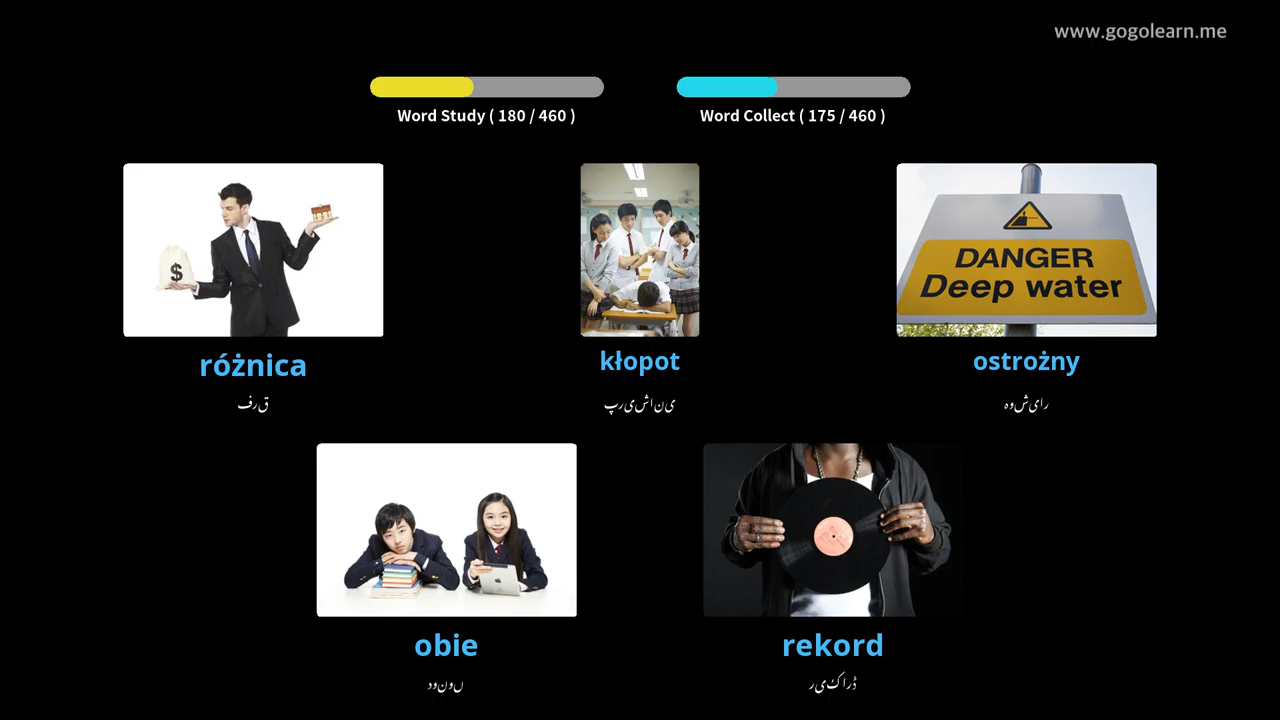 www.gogolearn.me
Word Study ( 180 / 460 )
Word Collect ( 175 / 460 )
różnica
kłopot
ostrożny
فرق
پریشانی
ہوشیار
DANGER
Deep water
$
obie
rekord
دونوں
ریکارڈ